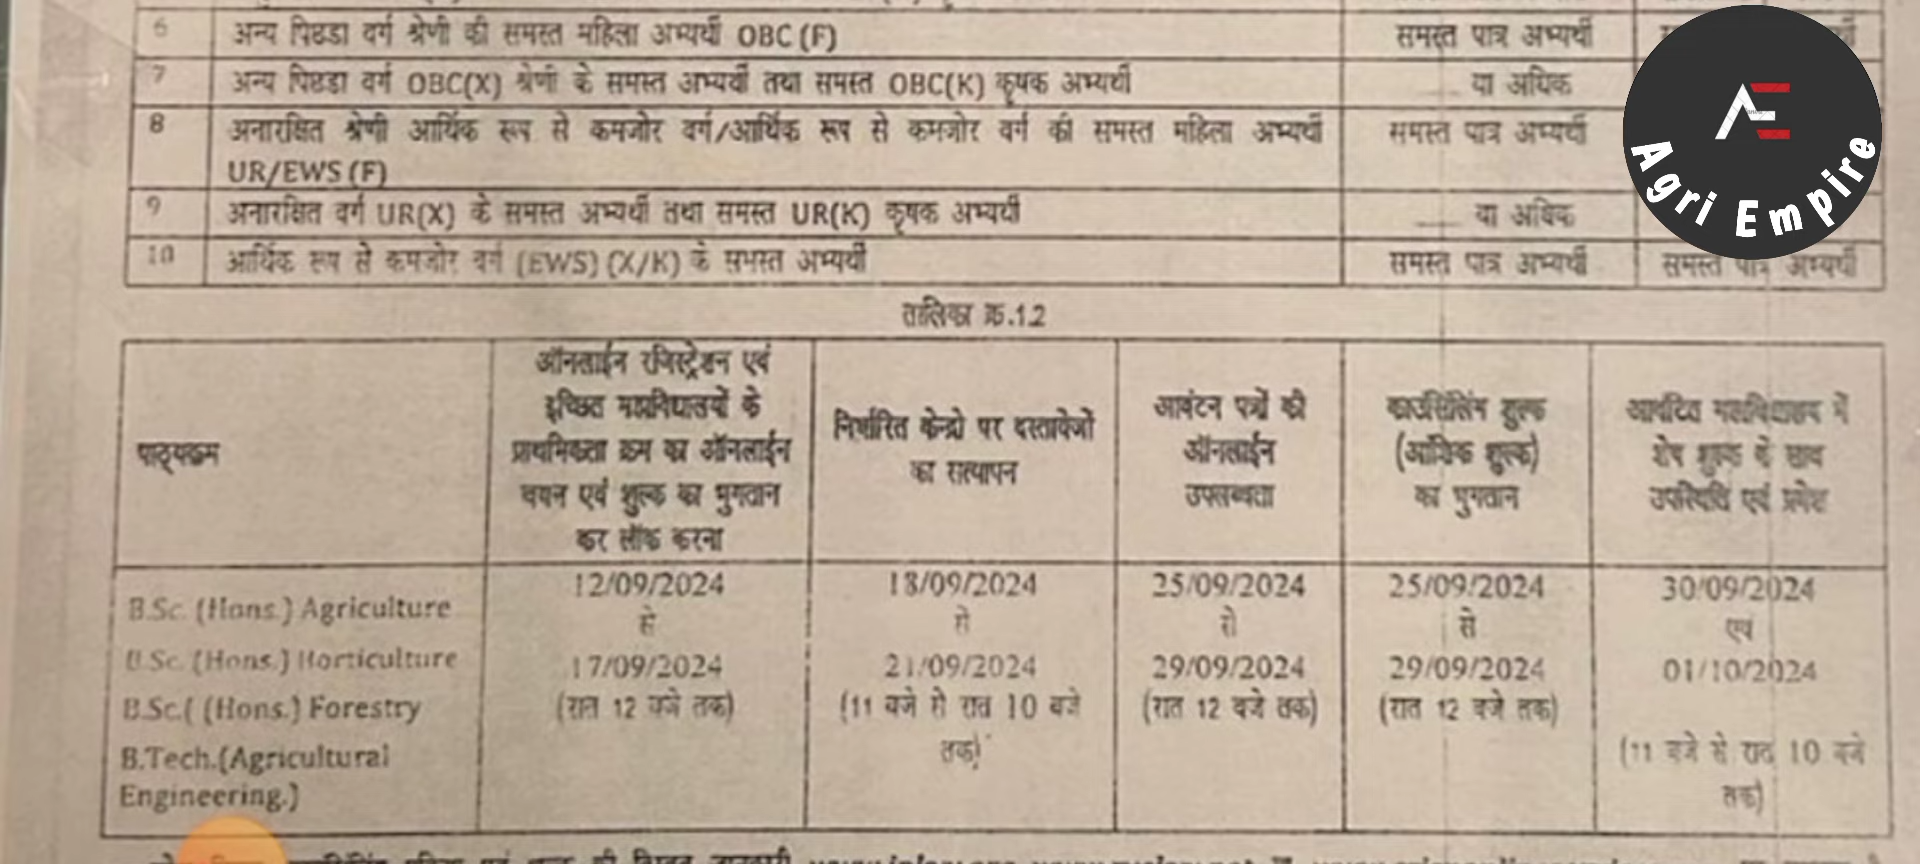 6 अन्य पिछडा वर्ग श्रेणी की समस्त महिला अभ्यर्थी OBC (F) समस्त पात्र अभ्यर्थी
7 अन्य पिछडा वर्ग OBC(X) श्रेणी के समस्त अभ्यर्थी तथा समस्त OBC(K) कृषक अभ्यर्थी या अधिक
8 अनारक्षित श्रेणी आर्थिक रूप से कमजोर वर्ग/आर्थिक रूप से कमजोर वर्ग की समस्त महिला अभ्यर्थी समस्त पात्र अभ्यर्थी
UR/EWS (F)
9 अनारक्षित वर्ग UR(X) के समस्त अभ्यर्थी तथा समस्त UR(K) कृषक अभ्यर्थी या अधिक
10 आर्थिक रूप से कमजोर वर्ग (EWS) (X/K) के समस्त अभ्यर्थी समस्त पात्र अभ्यर्थी समस्त पात्र अभ्यर्थी
AE
Agri Empire
तालिका क्र.1.2
पाठ्यक्रम
ऑनलाईन रजिस्ट्रेशन एवं
इच्छित महाविद्यालयों के
प्राथमिकता क्रम का ऑनलाईन
चयन एवं शुल्क का भुगतान
कर लॉक करना
निर्धारित केन्द्रो पर दस्तावेजों
का सत्यापन
आवंटन पत्रों की
ऑनलाईन
उपलब्धता
काउंसिलिंग शुल्क
(आंशिक शुल्क)
का भुगतान
आवंटित महाविद्यालय में
शेष शुल्क के साथ
उपस्थिति एवं प्रवेश
B.Sc. (Hons.) Agriculture
B.Sc. (Hons.) Horticulture
B.Sc.( (Hons.) Forestry
B.Tech.(Agricultural
Engineering.)
12/09/2024
से
17/09/2024
(रात 12 बजे तक)
18/09/2024
से
21/09/2024
(11 बजे से रात 10 बजे
तक)
25/09/2024
से
29/09/2024
(रात 12 बजे तक)
25/09/2024
से
29/09/2024
(रात 12 बजे तक)
30/09/2024
एवं
01/10/2024
(11 बजे से रात 10 बजे
तक)